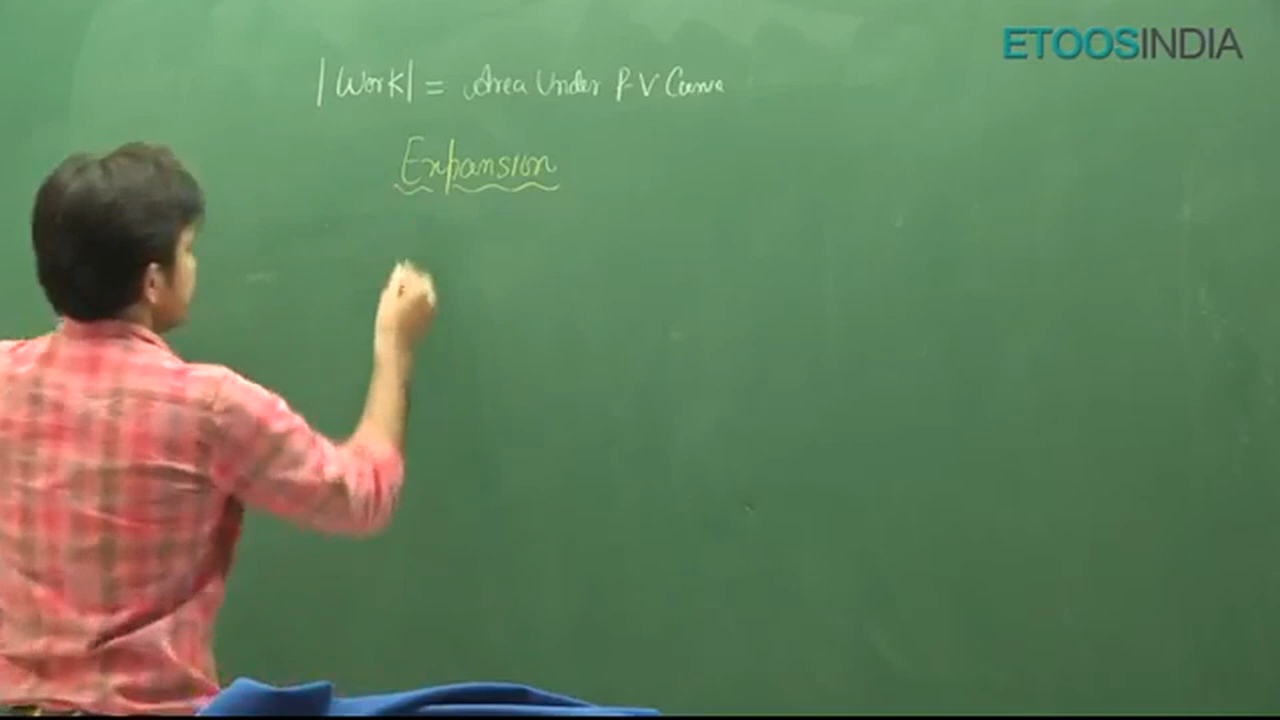 ETOOSINDIA
|Work| = Area Under P-V Curve
Expansion